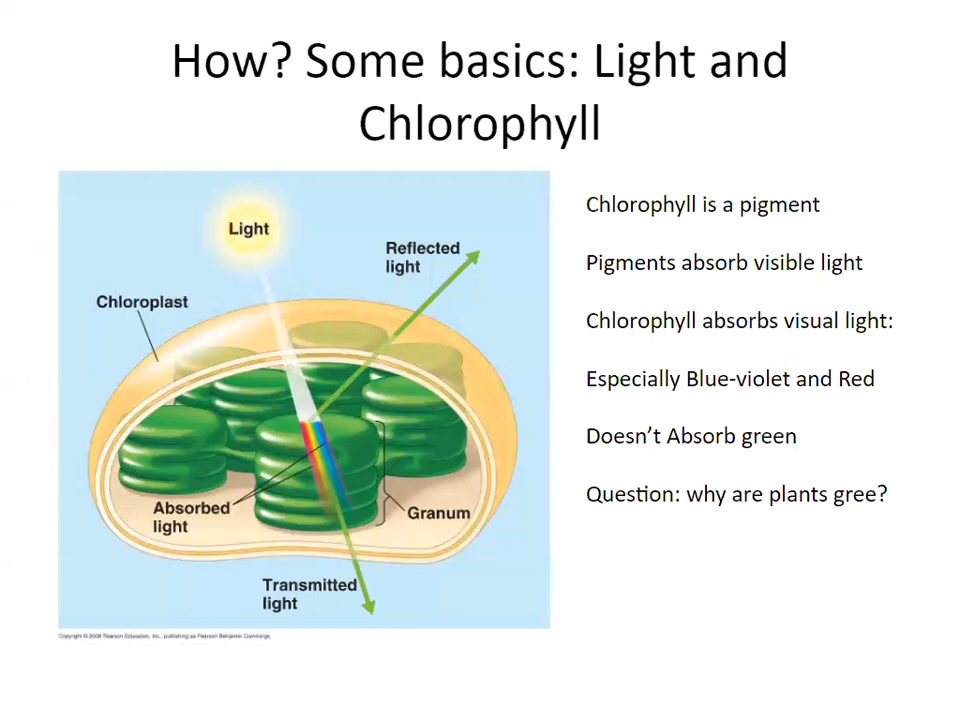 How? Some basics: Light and
Chlorophyll
Light
Reflected
light
Chloroplast
Absorbed
light
Granum
Transmitted
light
Copyright © 2008 Pearson Education, Inc., publishing as Pearson Benjamin Cummings.
Chlorophyll is a pigment
Pigments absorb visible light
Chlorophyll absorbs visual light:
Especially Blue-violet and Red
Doesn’t Absorb green
Question: why are plants gree?